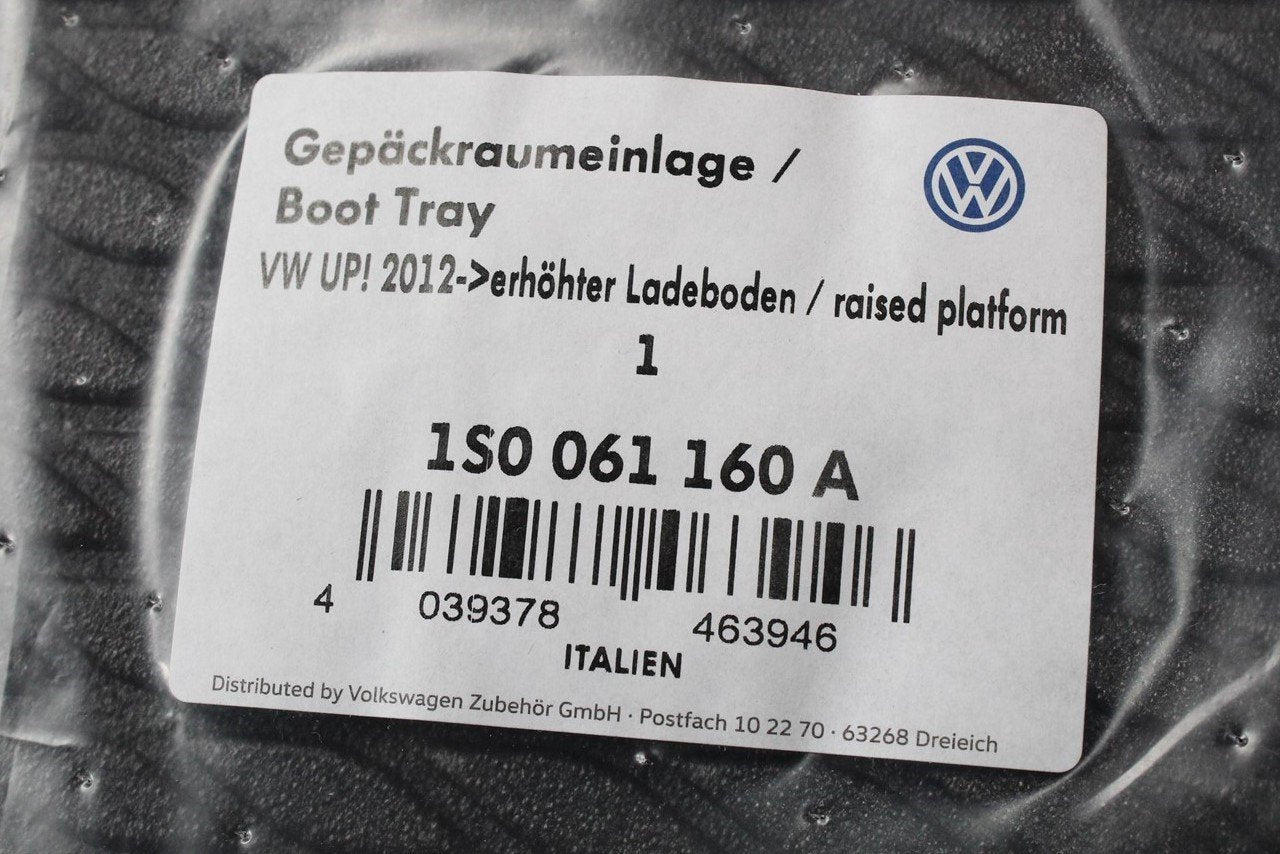 Gepäckraumeinlage /
Boot Tray
VW UP! 2012->erhöhter Ladeboden / raised platform
1
1S0 061 160 A
4 039378 463946
ITALIEN
Distributed by Volkswagen Zubehör GmbH · Postfach 10 22 70 · 63268 Dreieich